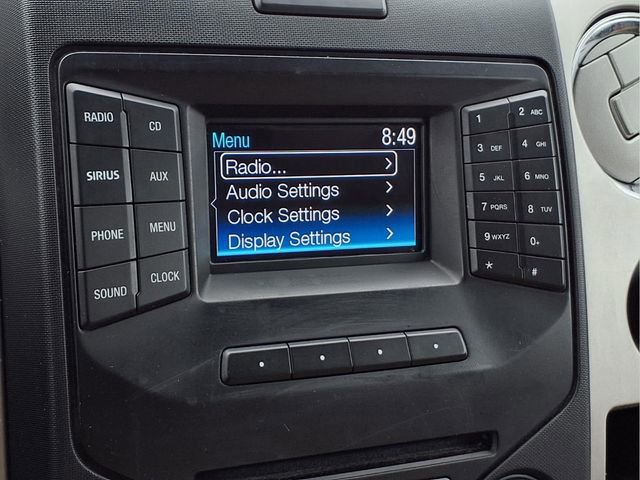 RADIO
CD
SIRIUS
AUX
PHONE
MENU
SOUND
CLOCK
Menu 8:49
Radio... >
Audio Settings >
Clock Settings >
Display Settings >
1
2 ABC
3 DEF
4 GHI
5 JKL
6 MNO
7 PQRS
8 TUV
9 WXYZ
0+
*
#